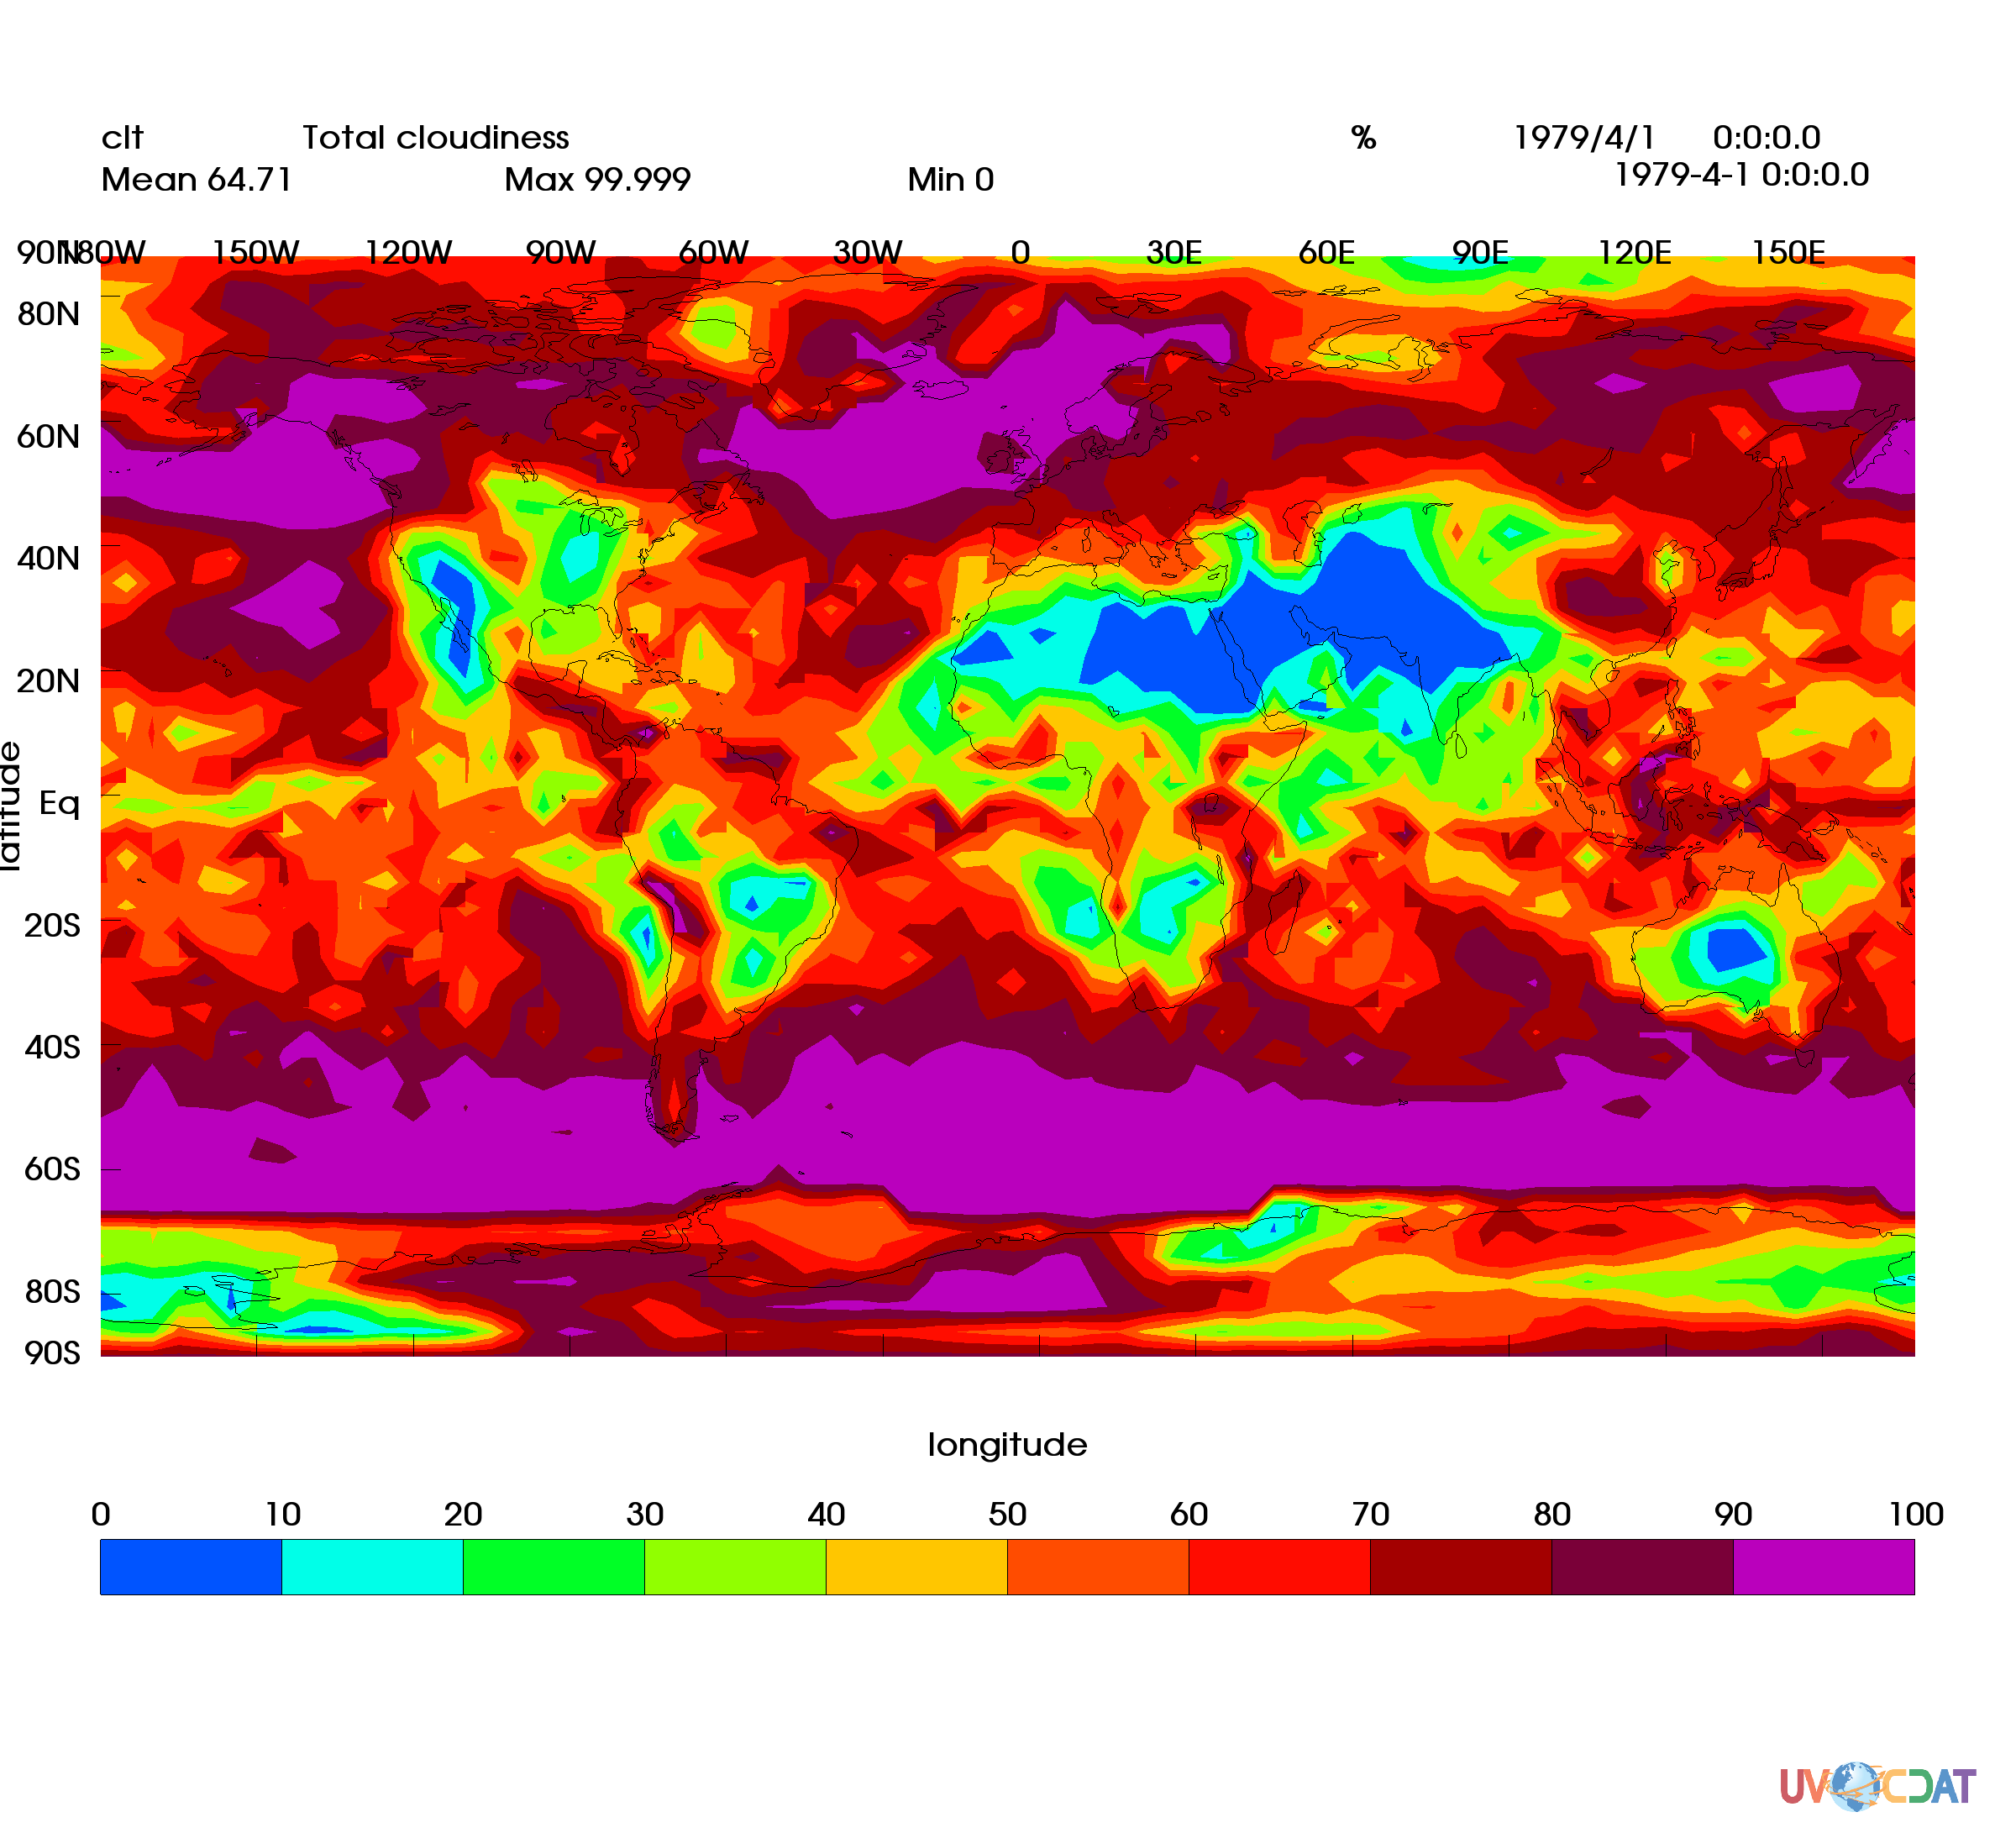 clt Total cloudiness % 1979/4/1 0:0:0.0
Mean 64.71 Max 99.999 Min 0 1979-4-1 0:0:0.0
90N 180W 150W 120W 90W 60W 30W 0 30E 60E 90E 120E 150E
80N
60N
40N
20N
latitude
Eq
20S
40S
60S
80S
90S
longitude
0 10 20 30 40 50 60 70 80 90 100
UV CDAT